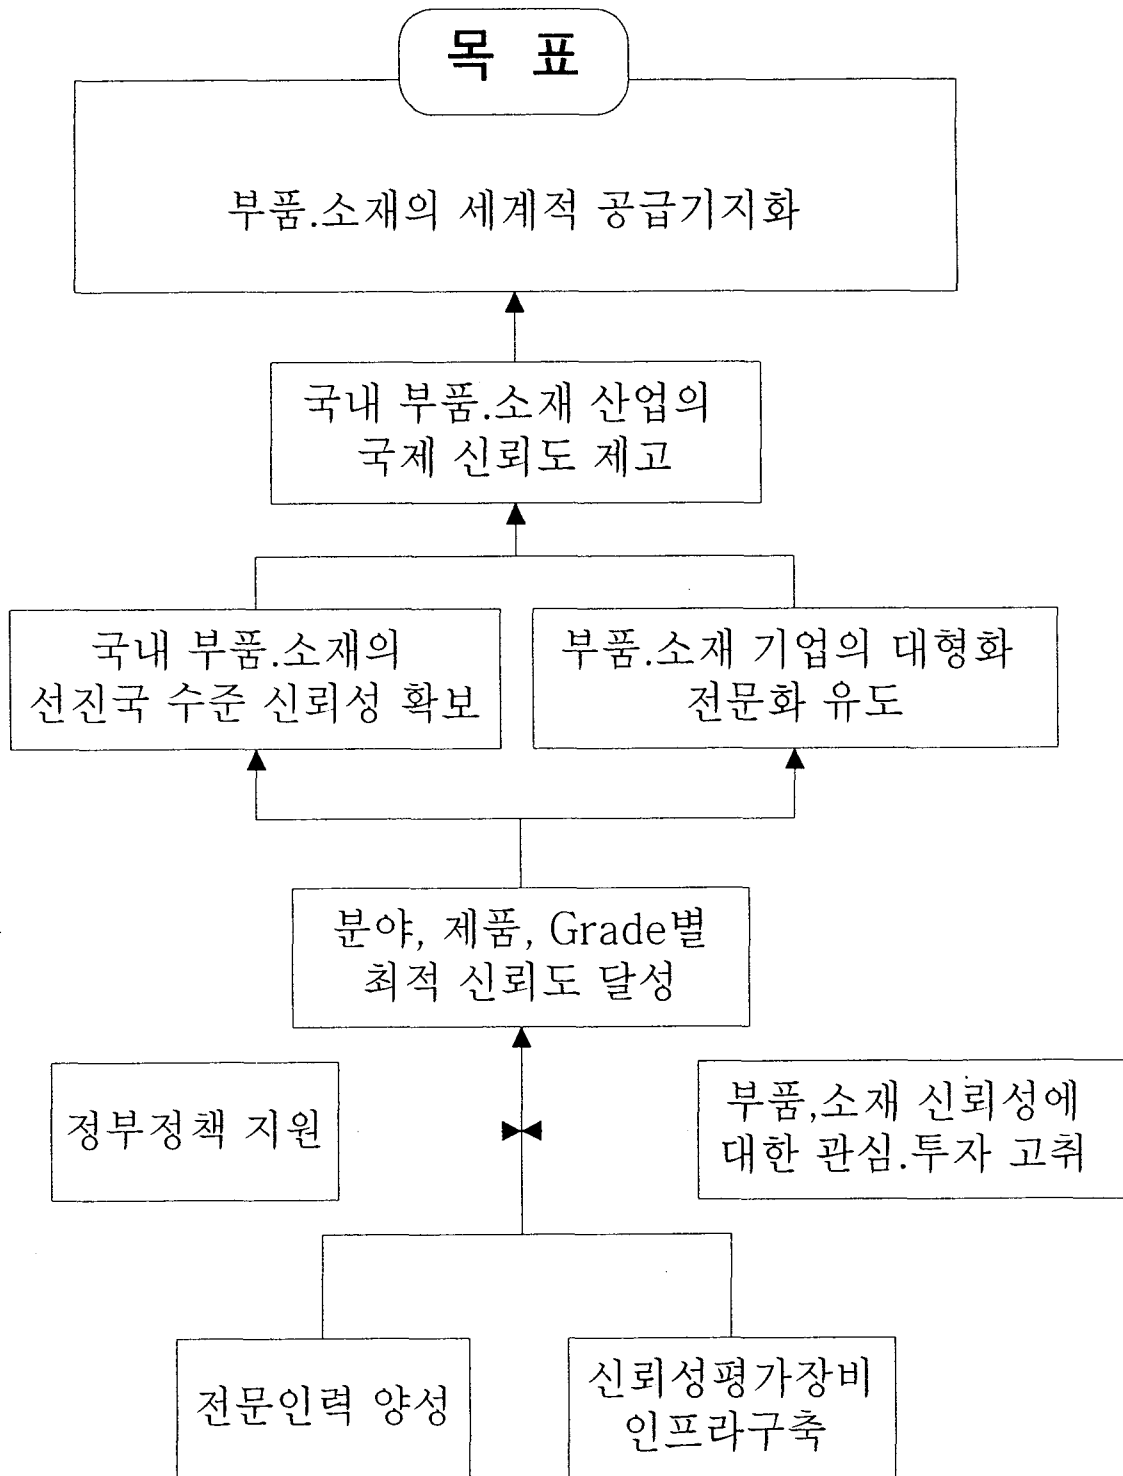 목 표
부품.소재의 세계적 공급기지화
국내 부품.소재 산업의
국제 신뢰도 제고
국내 부품.소재의
선진국 수준 신뢰성 확보
부품.소재 기업의 대형화
전문화 유도
분야, 제품, Grade별
최적 신뢰도 달성
정부정책 지원
부품,소재 신뢰성에
대한 관심.투자 고취
전문인력 양성
신뢰성평가장비
인프라구축